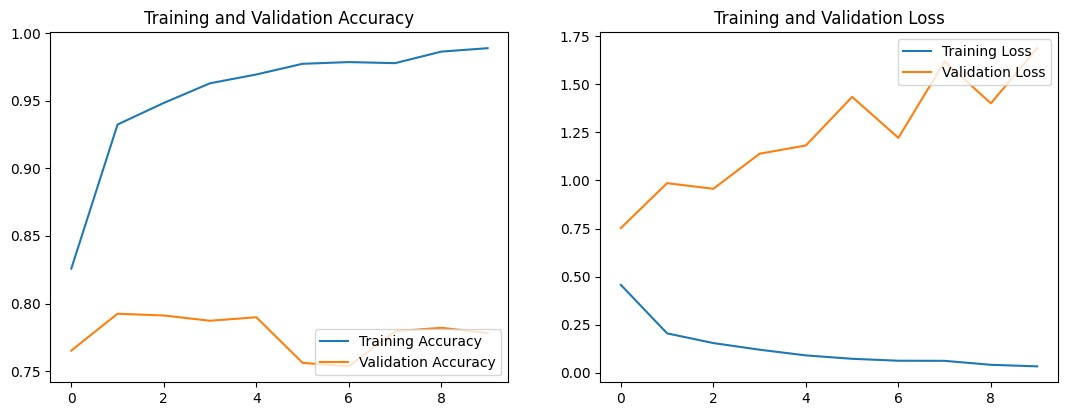 Training and Validation Accuracy
1.00
0.95
0.90
0.85
0.80
0.75
0 2 4 6 8
Training Accuracy
Validation Accuracy
Training and Validation Loss
1.75
1.50
1.25
1.00
0.75
0.50
0.25
0.00
0 2 4 6 8
Training Loss
Validation Loss